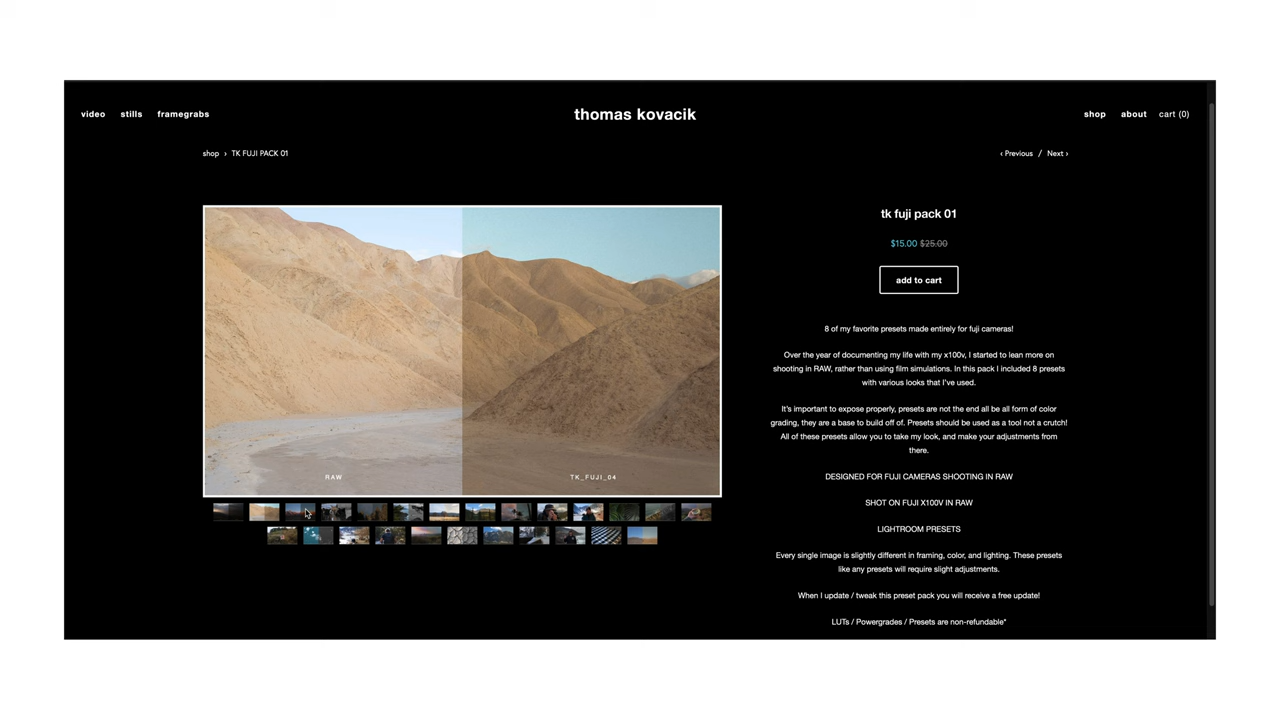 video stills framegrabs
thomas kovacik
shop about cart (0)
shop › TK FUJI PACK 01
‹ Previous / Next ›
RAW
TK_FUJI_04
tk fuji pack 01
$15.00 $25.00
add to cart
8 of my favorite presets made entirely for fuji cameras!
Over the year of documenting my life with my x100v, I started to lean more on
shooting in RAW, rather than using film simulations. In this pack I included 8 presets
with various looks that I've used.
It's important to expose properly, presets are not the end all be all form of color
grading, they are a base to build off of. Presets should be used as a tool not a crutch!
All of these presets allow you to take my look, and make your adjustments from
there.
DESIGNED FOR FUJI CAMERAS SHOOTING IN RAW
SHOT ON FUJI X100V IN RAW
LIGHTROOM PRESETS
Every single image is slightly different in framing, color, and lighting. These presets
like any presets will require slight adjustments.
When I update / tweak this preset pack you will receive a free update!
LUTs / Powergrades / Presets are non-refundable*